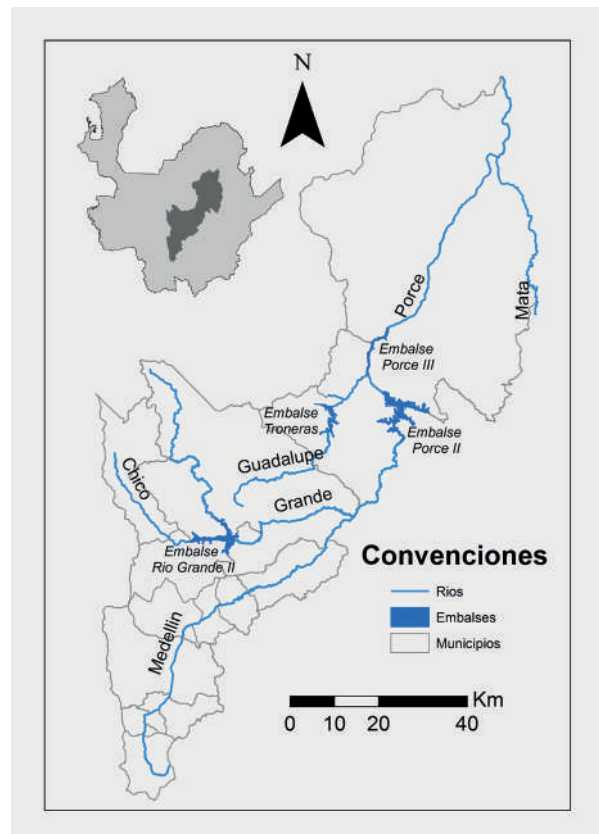 N
Porce
Mata
Embalse
Porce III
Embalse
Troneras
Embalse
Porce II
Guadalupe
Chico
Grande
Embalse
Rio Grande II
Medellin
Convenciones
Rios
Embalses
Municipios
Km
0 10 20 40